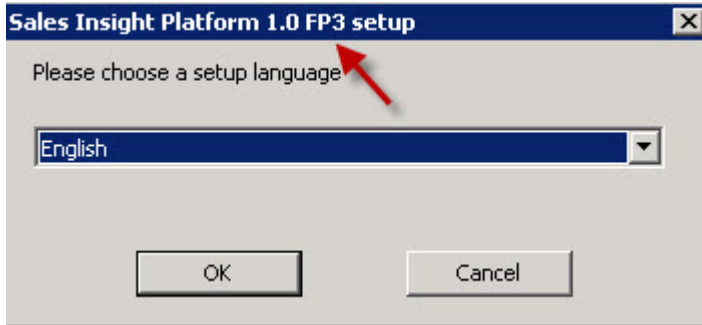 Sales Insight Platform 1.0 FP3 setup
Please choose a setup language
English
OK
Cancel